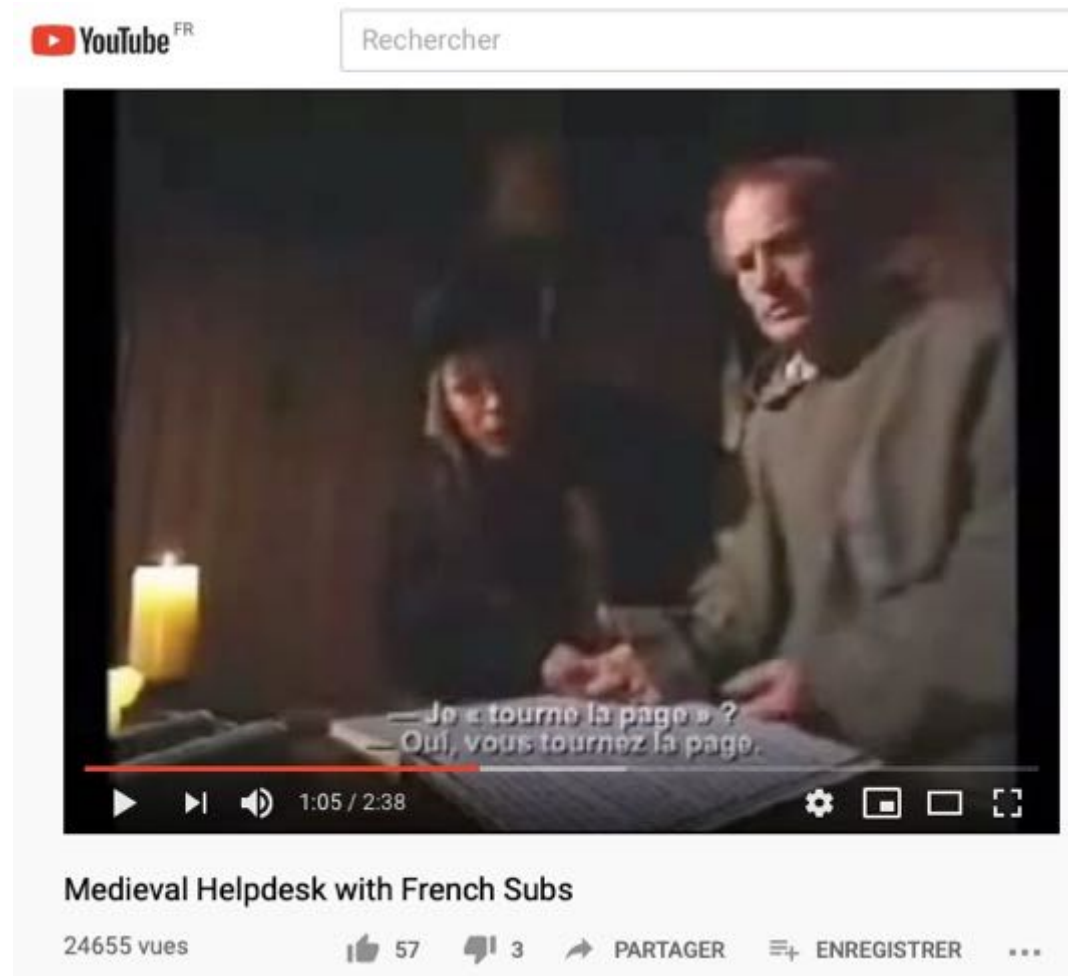 YouTube FR
Rechercher
— Je « tourne la page » ?
— Oui, vous tournez la page.
1:05 / 2:38
Medieval Helpdesk with French Subs
24655 vues
57
3
PARTAGER
ENREGISTRER